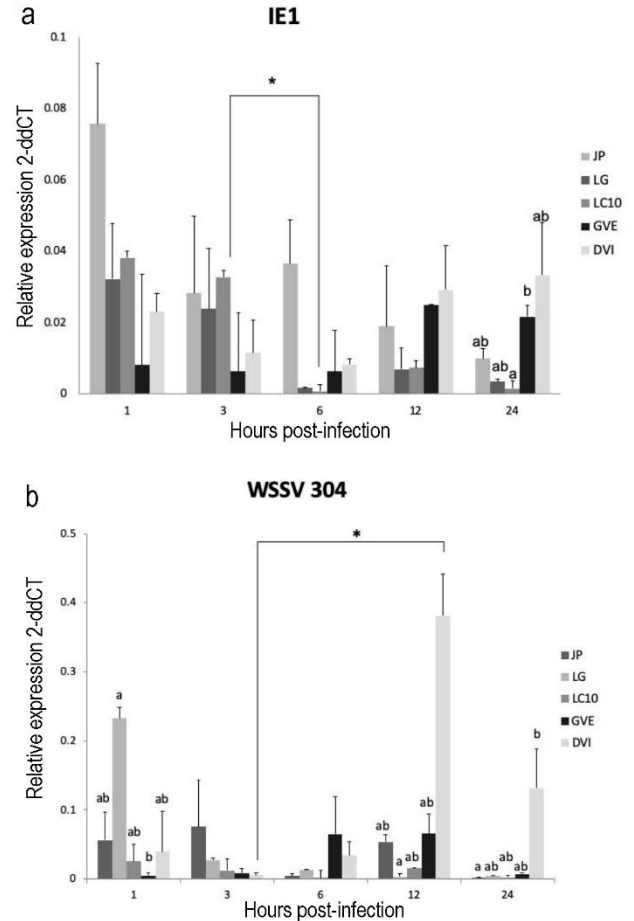 a
IE1
0.1
0.08
0.06
0.04
0.02
0
Relative expression 2-ddCT
*
JP
LG
LC10
GVE
DVI
ab
ab
a
b
ab
1 3 6 12 24
Hours post-infection
b
WSSV 304
0.5
0.4
0.3
0.2
0.1
0
Relative expression 2-ddCT
*
JP
LG
LC10
GVE
DVI
ab
a
ab
b
ab
ab
a
ab
ab
a
ab
ab
ab
b
1 3 6 12 24
Hours post-infection